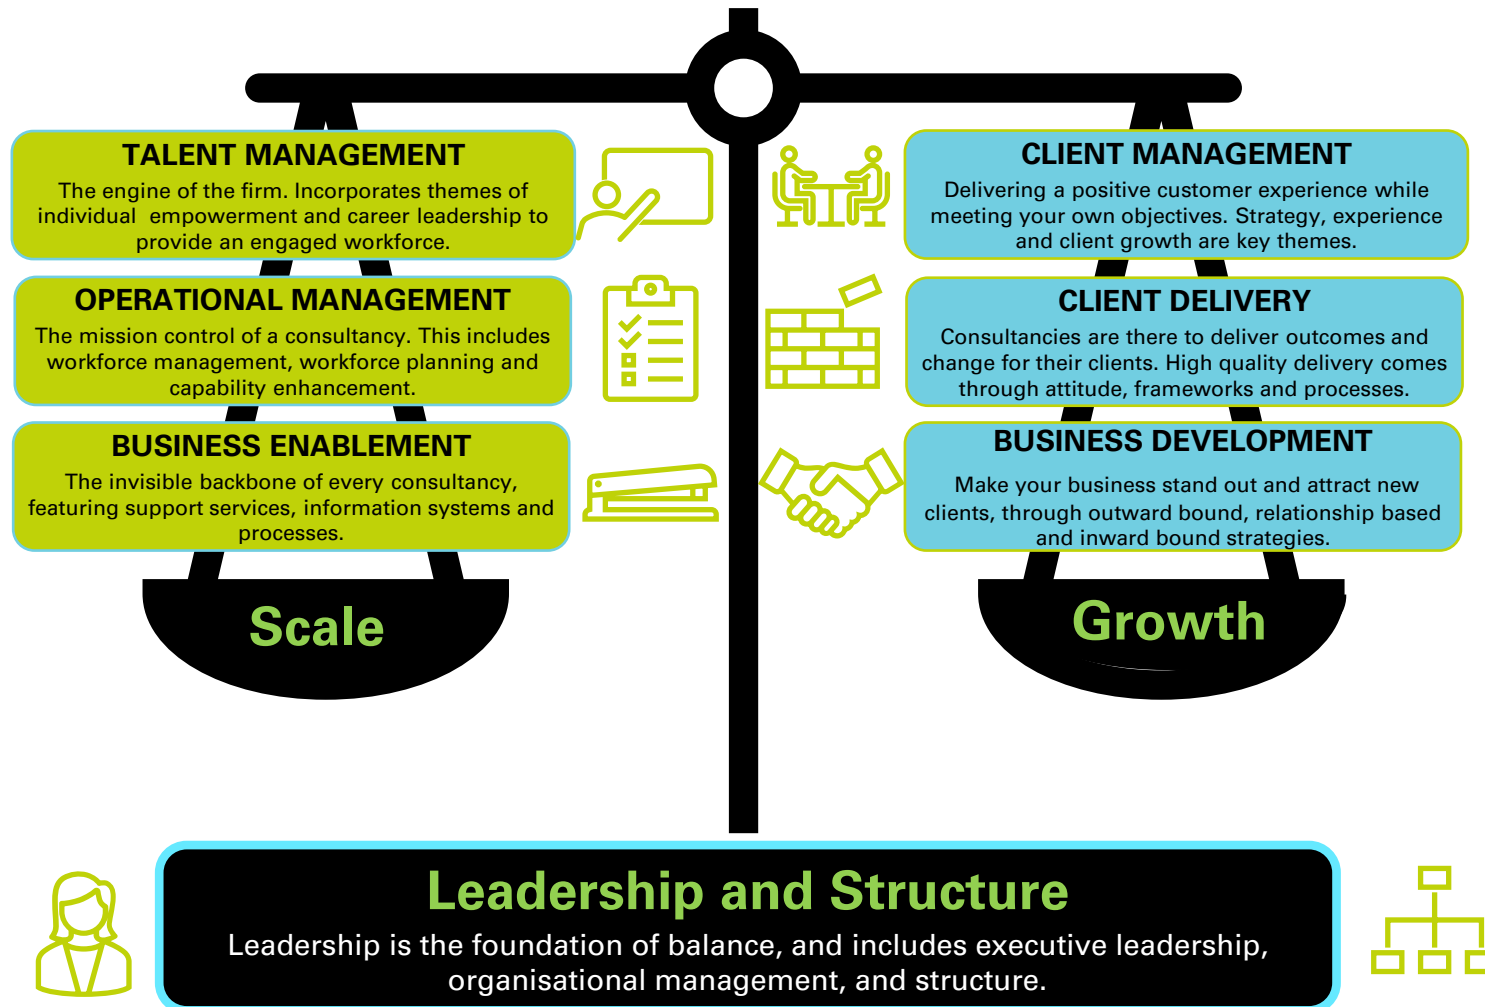 TALENT MANAGEMENT
The engine of the firm. Incorporates themes of
individual empowerment and career leadership to
provide an engaged workforce.
OPERATIONAL MANAGEMENT
The mission control of a consultancy. This includes
workforce management, workforce planning and
capability enhancement.
BUSINESS ENABLEMENT
The invisible backbone of every consultancy,
featuring support services, information systems and
processes.
Scale
CLIENT MANAGEMENT
Delivering a positive customer experience while
meeting your own objectives. Strategy, experience
and client growth are key themes.
CLIENT DELIVERY
Consultancies are there to deliver outcomes and
change for their clients. High quality delivery comes
through attitude, frameworks and processes.
BUSINESS DEVELOPMENT
Make your business stand out and attract new
clients, through outward bound, relationship based
and inward bound strategies.
Growth
Leadership and Structure
Leadership is the foundation of balance, and includes executive leadership,
organisational management, and structure.